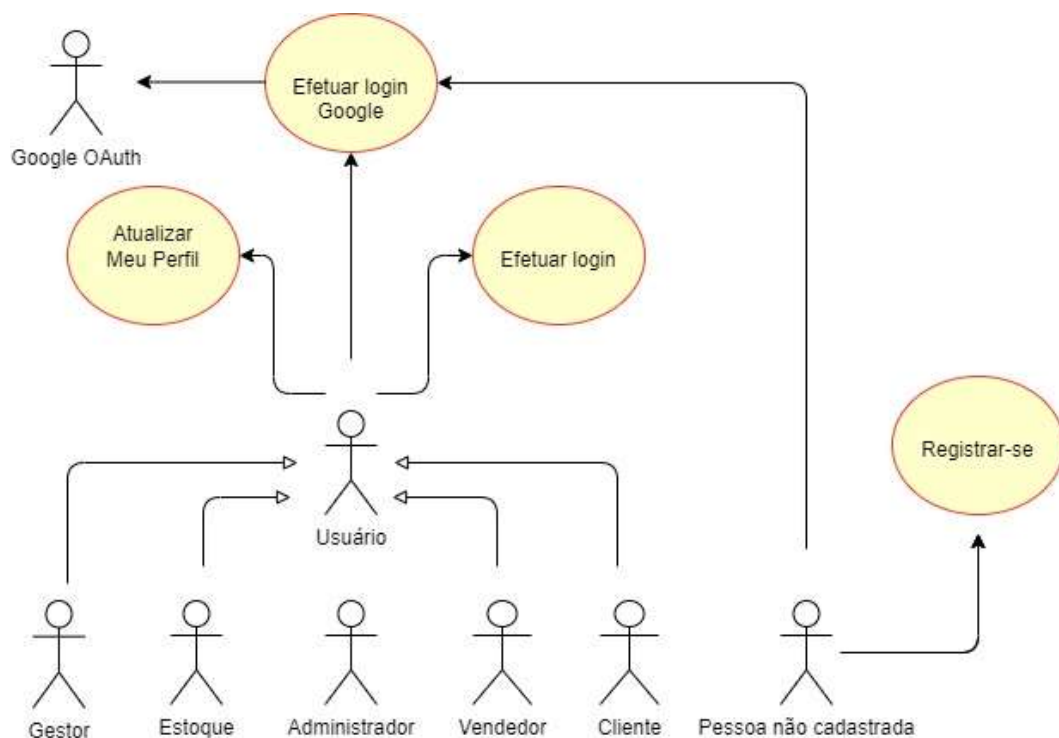 Efetuar login
Google
Google OAuth
Atualizar
Meu Perfil
Efetuar login
Registrar-se
Usuário
Gestor
Estoque
Administrador
Vendedor
Cliente
Pessoa não cadastrada